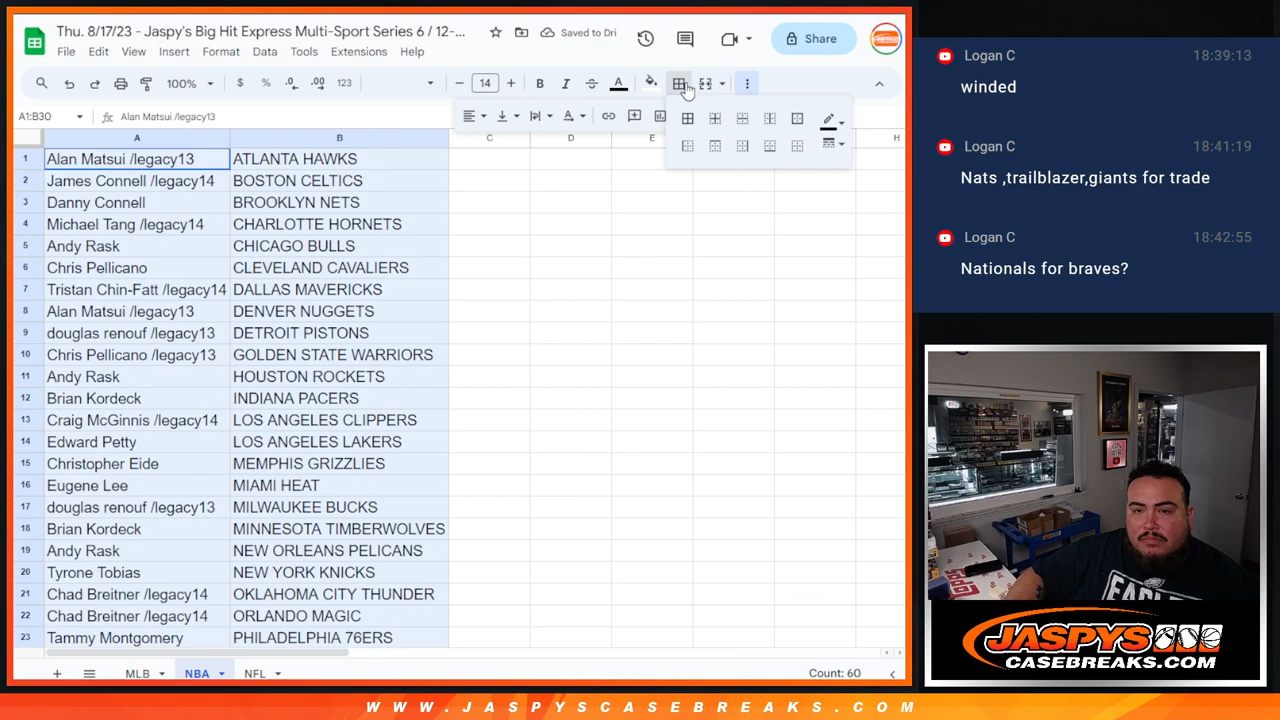 Thu. 8/17/23 - Jaspy's Big Hit Express Multi-Sport Series 6 / 12-...
Saved to Dri
Share
File Edit View Insert Format Data Tools Extensions Help
100% $ % .0 .00 123 14 B I A
A1:B30 fx Alan Matsui /legacy13
A B C D E H
1 Alan Matsui /legacy13 ATLANTA HAWKS
2 James Connell /legacy14 BOSTON CELTICS
3 Danny Connell BROOKLYN NETS
4 Michael Tang /legacy14 CHARLOTTE HORNETS
5 Andy Rask CHICAGO BULLS
6 Chris Pellicano CLEVELAND CAVALIERS
7 Tristan Chin-Fatt /legacy14 DALLAS MAVERICKS
8 Alan Matsui /legacy13 DENVER NUGGETS
9 douglas renouf /legacy13 DETROIT PISTONS
10 Chris Pellicano /legacy13 GOLDEN STATE WARRIORS
11 Andy Rask HOUSTON ROCKETS
12 Brian Kordeck INDIANA PACERS
13 Craig McGinnis /legacy14 LOS ANGELES CLIPPERS
14 Edward Petty LOS ANGELES LAKERS
15 Christopher Eide MEMPHIS GRIZZLIES
16 Eugene Lee MIAMI HEAT
17 douglas renouf /legacy13 MILWAUKEE BUCKS
18 Brian Kordeck MINNESOTA TIMBERWOLVES
19 Andy Rask NEW ORLEANS PELICANS
20 Tyrone Tobias NEW YORK KNICKS
21 Chad Breitner /legacy14 OKLAHOMA CITY THUNDER
22 Chad Breitner /legacy14 ORLANDO MAGIC
23 Tammy Montgomery PHILADELPHIA 76ERS
MLB NBA NFL Count: 60
Logan C 18:39:13
winded
Logan C 18:41:19
Nats ,trailblazer,giants for trade
Logan C 18:42:55
Nationals for braves?
ON AIR
JASPYS
CASEBREAKS.COM
WWW.JASPYSCASEBREAKS.COM